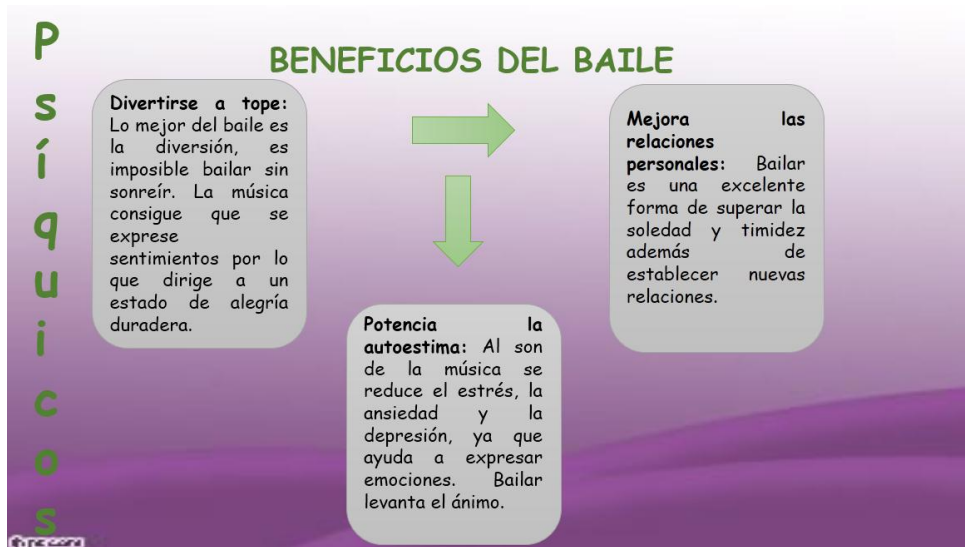 Psíquicos
BENEFICIOS DEL BAILE
Divertirse a tope:
Lo mejor del baile es
la diversión, es
imposible bailar sin
sonreír. La música
consigue que se
exprese
sentimientos por lo
que dirige a un
estado de alegría
duradera.
Potencia la
autoestima: Al son
de la música se
reduce el estrés, la
ansiedad y la
depresión, ya que
ayuda a expresar
emociones. Bailar
levanta el ánimo.
Mejora las
relaciones
personales: Bailar
es una excelente
forma de superar la
soledad y timidez
además de
establecer nuevas
relaciones.